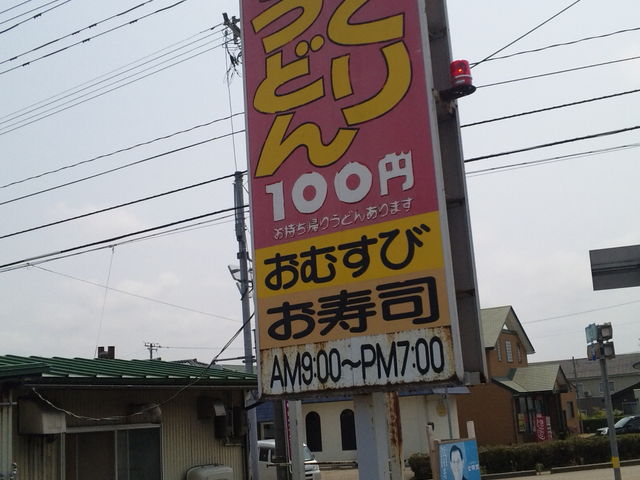 とり
うどん
100円
お持ち帰りうどんあります
おむすび
お寿司
AM9:00～PM7:00